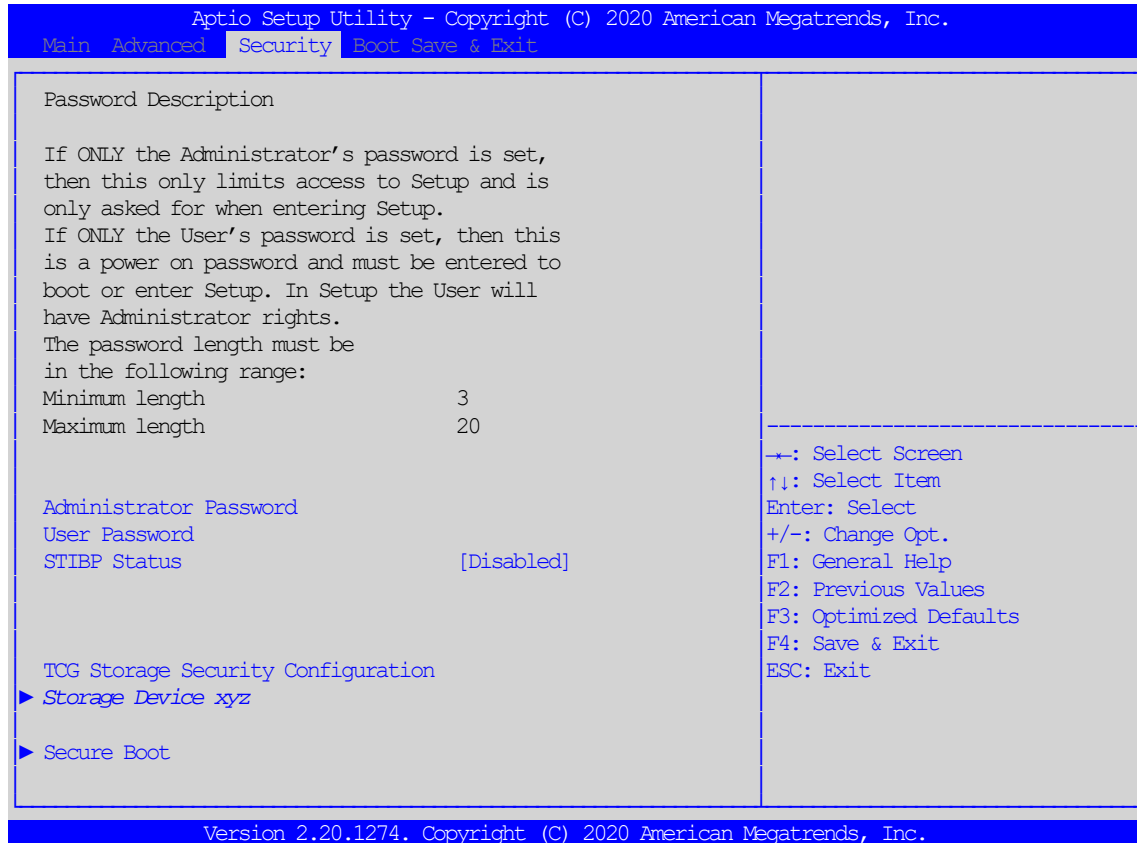 Aptio Setup Utility - Copyright (C) 2020 American Megatrends, Inc.
Main Advanced Security Boot Save & Exit
Password Description
If ONLY the Administrator's password is set,
then this only limits access to Setup and is
only asked for when entering Setup.
If ONLY the User's password is set, then this
is a power on password and must be entered to
boot or enter Setup. In Setup the User will
have Administrator rights.
The password length must be
in the following range:
Minimum length 3
Maximum length 20
Administrator Password
User Password
STIBP Status [Disabled]
TCG Storage Security Configuration
► Storage Device xyz
► Secure Boot
→←: Select Screen
↑↓: Select Item
Enter: Select
+/-: Change Opt.
F1: General Help
F2: Previous Values
F3: Optimized Defaults
F4: Save & Exit
ESC: Exit
Version 2.20.1274. Copyright (C) 2020 American Megatrends, Inc.